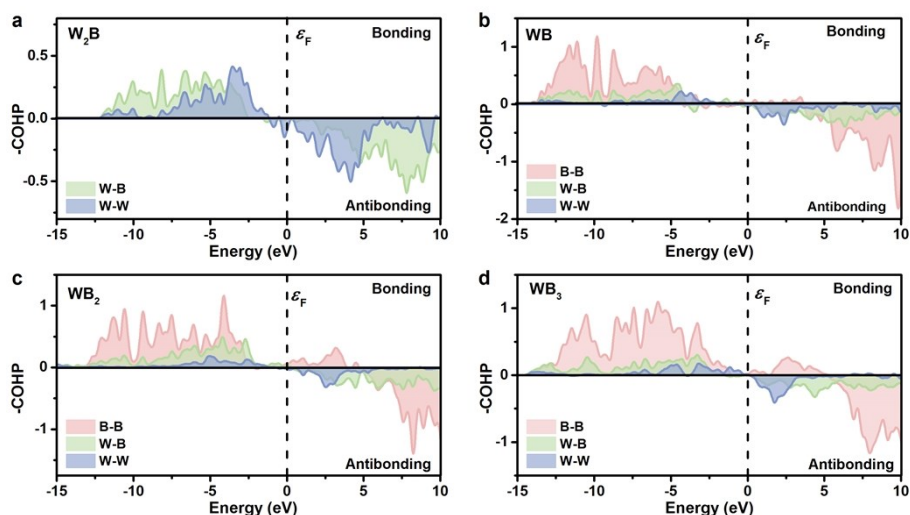 a
W₂B
εF
Bonding
0.5
0.0
-0.5
-COHP
W-B
W-W
Antibonding
-15
-10
-5
0
5
10
Energy (eV)
b
WB
εF
Bonding
1
0
-1
-2
-COHP
B-B
W-B
W-W
Antibonding
-15
-10
-5
0
5
10
Energy (eV)
c
WB₂
εF
Bonding
1
0
-1
-COHP
B-B
W-B
W-W
Antibonding
-15
-10
-5
0
5
10
Energy (eV)
d
WB₃
εF
Bonding
1
0
-1
-COHP
B-B
W-B
W-W
Antibonding
-15
-10
-5
0
5
10
Energy (eV)